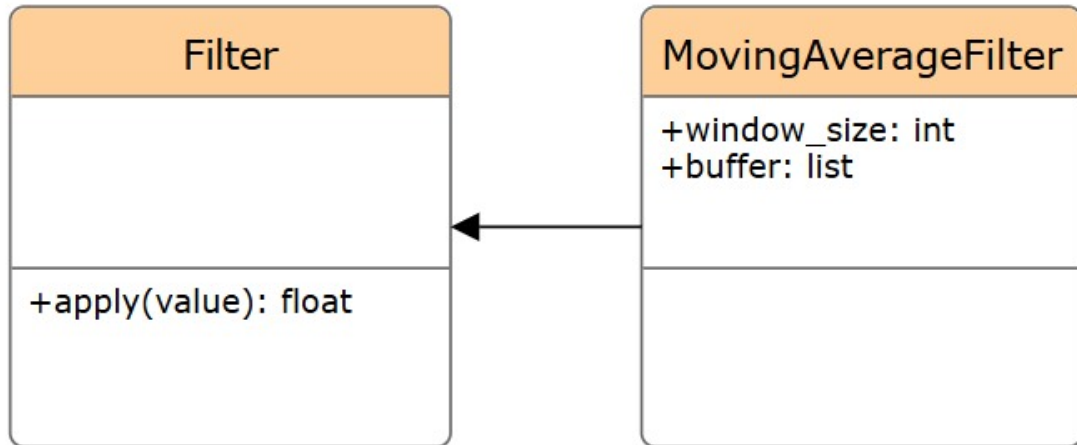 Filter
+apply(value): float
MovingAverageFilter
+window_size: int
+buffer: list